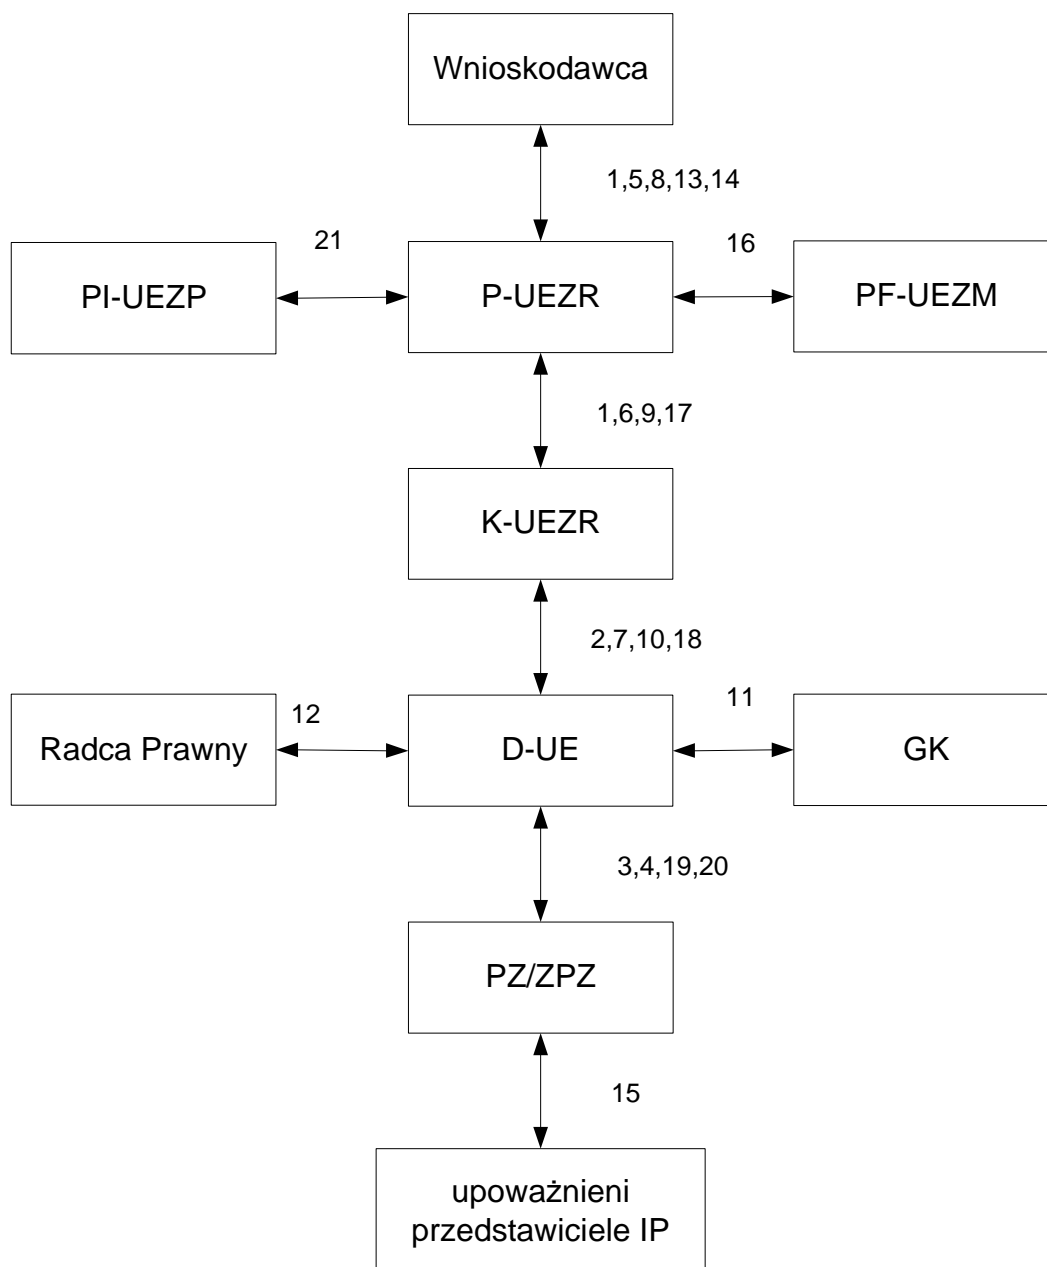 Wnioskodawca
1,5,8,13,14
21
16
PI-UEZP
P-UEZR
PF-UEZM
1,6,9,17
K-UEZR
2,7,10,18
12
11
Radca Prawny
D-UE
GK
3,4,19,20
PZ/ZPZ
15
upoważnieni
przedstawiciele IP